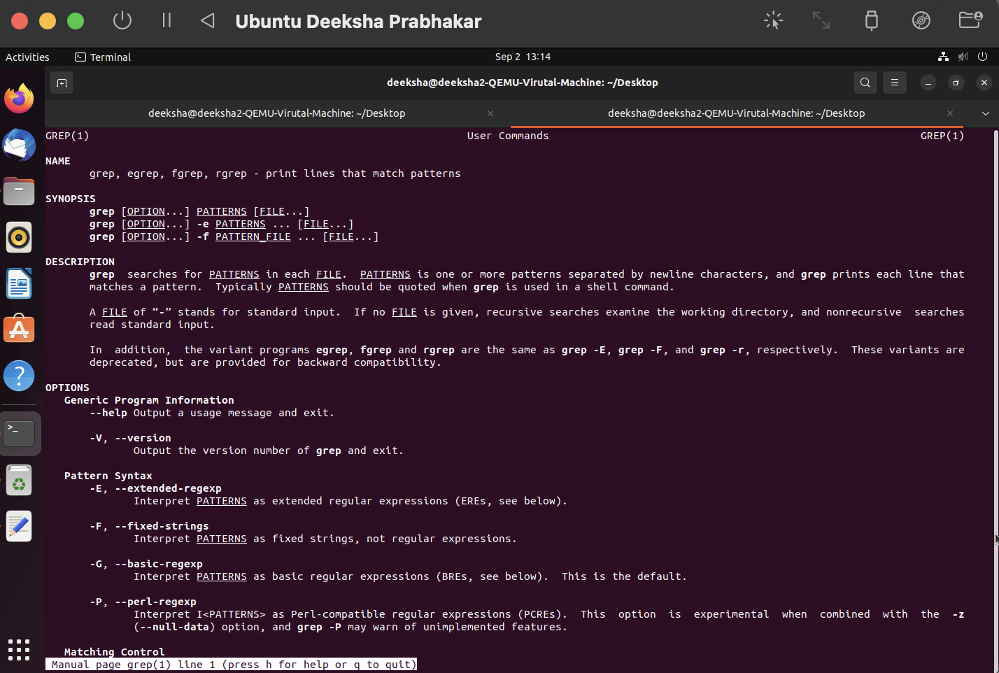 Ubuntu Deeksha Prabhakar
Activities Terminal Sep 2 13:14
deeksha@deeksha2-QEMU-Virutal-Machine: ~/Desktop
deeksha@deeksha2-QEMU-Virutal-Machine: ~/Desktop × deeksha@deeksha2-QEMU-Virutal-Machine: ~/Desktop ×
GREP(1) User Commands GREP(1)
NAME
grep, egrep, fgrep, rgrep - print lines that match patterns
SYNOPSIS
grep [OPTION...] PATTERNS [FILE...]
grep [OPTION...] -e PATTERNS ... [FILE...]
grep [OPTION...] -f PATTERN_FILE ... [FILE...]
DESCRIPTION
grep searches for PATTERNS in each FILE. PATTERNS is one or more patterns separated by newline characters, and grep prints each line that
matches a pattern. Typically PATTERNS should be quoted when grep is used in a shell command.
A FILE of “-” stands for standard input. If no FILE is given, recursive searches examine the working directory, and nonrecursive searches
read standard input.
In addition, the variant programs egrep, fgrep and rgrep are the same as grep -E, grep -F, and grep -r, respectively. These variants are
deprecated, but are provided for backward compatibility.
OPTIONS
Generic Program Information
--help Output a usage message and exit.
-V, --version
Output the version number of grep and exit.
Pattern Syntax
-E, --extended-regexp
Interpret PATTERNS as extended regular expressions (EREs, see below).
-F, --fixed-strings
Interpret PATTERNS as fixed strings, not regular expressions.
-G, --basic-regexp
Interpret PATTERNS as basic regular expressions (BREs, see below). This is the default.
-P, --perl-regexp
Interpret I<PATTERNS> as Perl-compatible regular expressions (PCREs). This option is experimental when combined with the -z
(--null-data) option, and grep -P may warn of unimplemented features.
Matching Control
Manual page grep(1) line 1 (press h for help or q to quit)